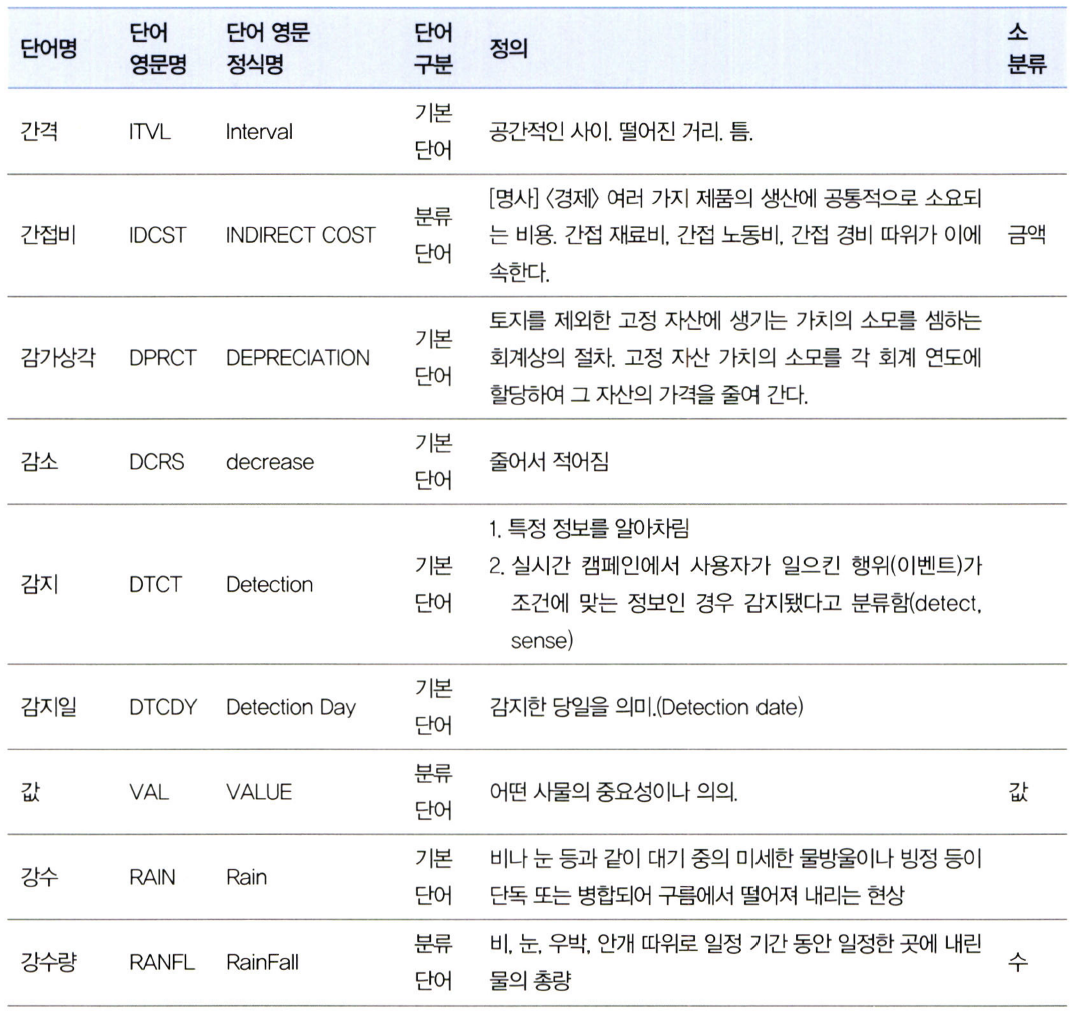 단어명 단어 영문명 단어 영문 정식명 단어 구분 정의 소 분류
간격 ITVL Interval 기본 단어 공간적인 사이. 떨어진 거리. 틈.
간접비 IDCST INDIRECT COST 분류 단어 [명사] 〈경제〉 여러 가지 제품의 생산에 공통적으로 소요되
는 비용. 간접 재료비, 간접 노동비, 간접 경비 따위가 이에 금액
속한다.
감가상각 DPRCT DEPRECIATION 기본 단어 토지를 제외한 고정 자산에 생기는 가치의 소모를 셈하는
회계상의 절차. 고정 자산 가치의 소모를 각 회계 연도에
할당하여 그 자산의 가격을 줄여 간다.
감소 DCRS decrease 기본 단어 줄어서 적어짐
감지 DTCT Detection 기본 단어 1. 특정 정보를 알아차림
2. 실시간 캠페인에서 사용자가 일으킨 행위(이벤트)가
조건에 맞는 정보인 경우 감지됐다고 분류함(detect,
sense)
감지일 DTCDY Detection Day 기본 단어 감지한 당일을 의미.(Detection date)
값 VAL VALUE 분류 단어 어떤 사물의 중요성이나 의의. 값
강수 RAIN Rain 기본 단어 비나 눈 등과 같이 대기 중의 미세한 물방울이나 빙정 등이
단독 또는 병합되어 구름에서 떨어져 내리는 현상
강수량 RANFL RainFall 분류 단어 비, 눈, 우박, 안개 따위로 일정 기간 동안 일정한 곳에 내린
물의 총량 수